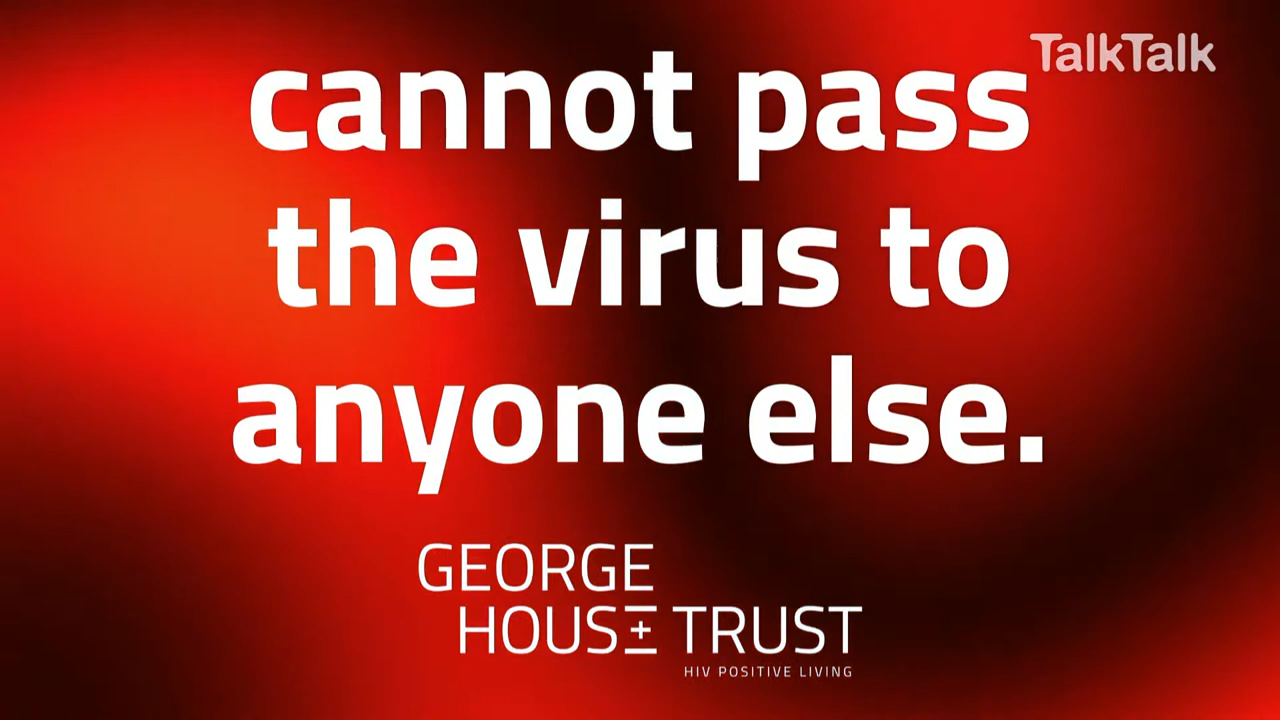 TalkTalk
cannot pass
the virus to
anyone else.
GEORGE
HOUSE TRUST
HIV POSITIVE LIVING